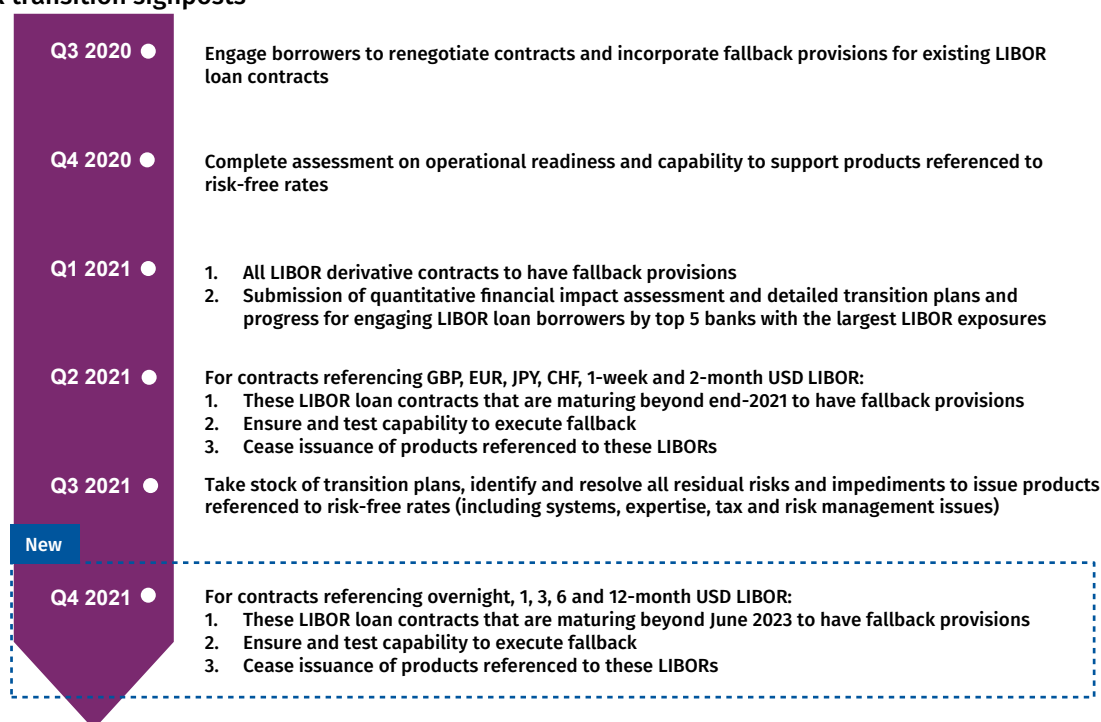 transition signposts
Q3 2020
Engage borrowers to renegotiate contracts and incorporate fallback provisions for existing LIBOR
loan contracts
Q4 2020
Complete assessment on operational readiness and capability to support products referenced to
risk-free rates
Q1 2021
1. All LIBOR derivative contracts to have fallback provisions
2. Submission of quantitative financial impact assessment and detailed transition plans and
progress for engaging LIBOR loan borrowers by top 5 banks with the largest LIBOR exposures
Q2 2021
For contracts referencing GBP, EUR, JPY, CHF, 1-week and 2-month USD LIBOR:
1. These LIBOR loan contracts that are maturing beyond end-2021 to have fallback provisions
2. Ensure and test capability to execute fallback
3. Cease issuance of products referenced to these LIBORs
Q3 2021
Take stock of transition plans, identify and resolve all residual risks and impediments to issue products
referenced to risk-free rates (including systems, expertise, tax and risk management issues)
New
Q4 2021
For contracts referencing overnight, 1, 3, 6 and 12-month USD LIBOR:
1. These LIBOR loan contracts that are maturing beyond June 2023 to have fallback provisions
2. Ensure and test capability to execute fallback
3. Cease issuance of products referenced to these LIBORs